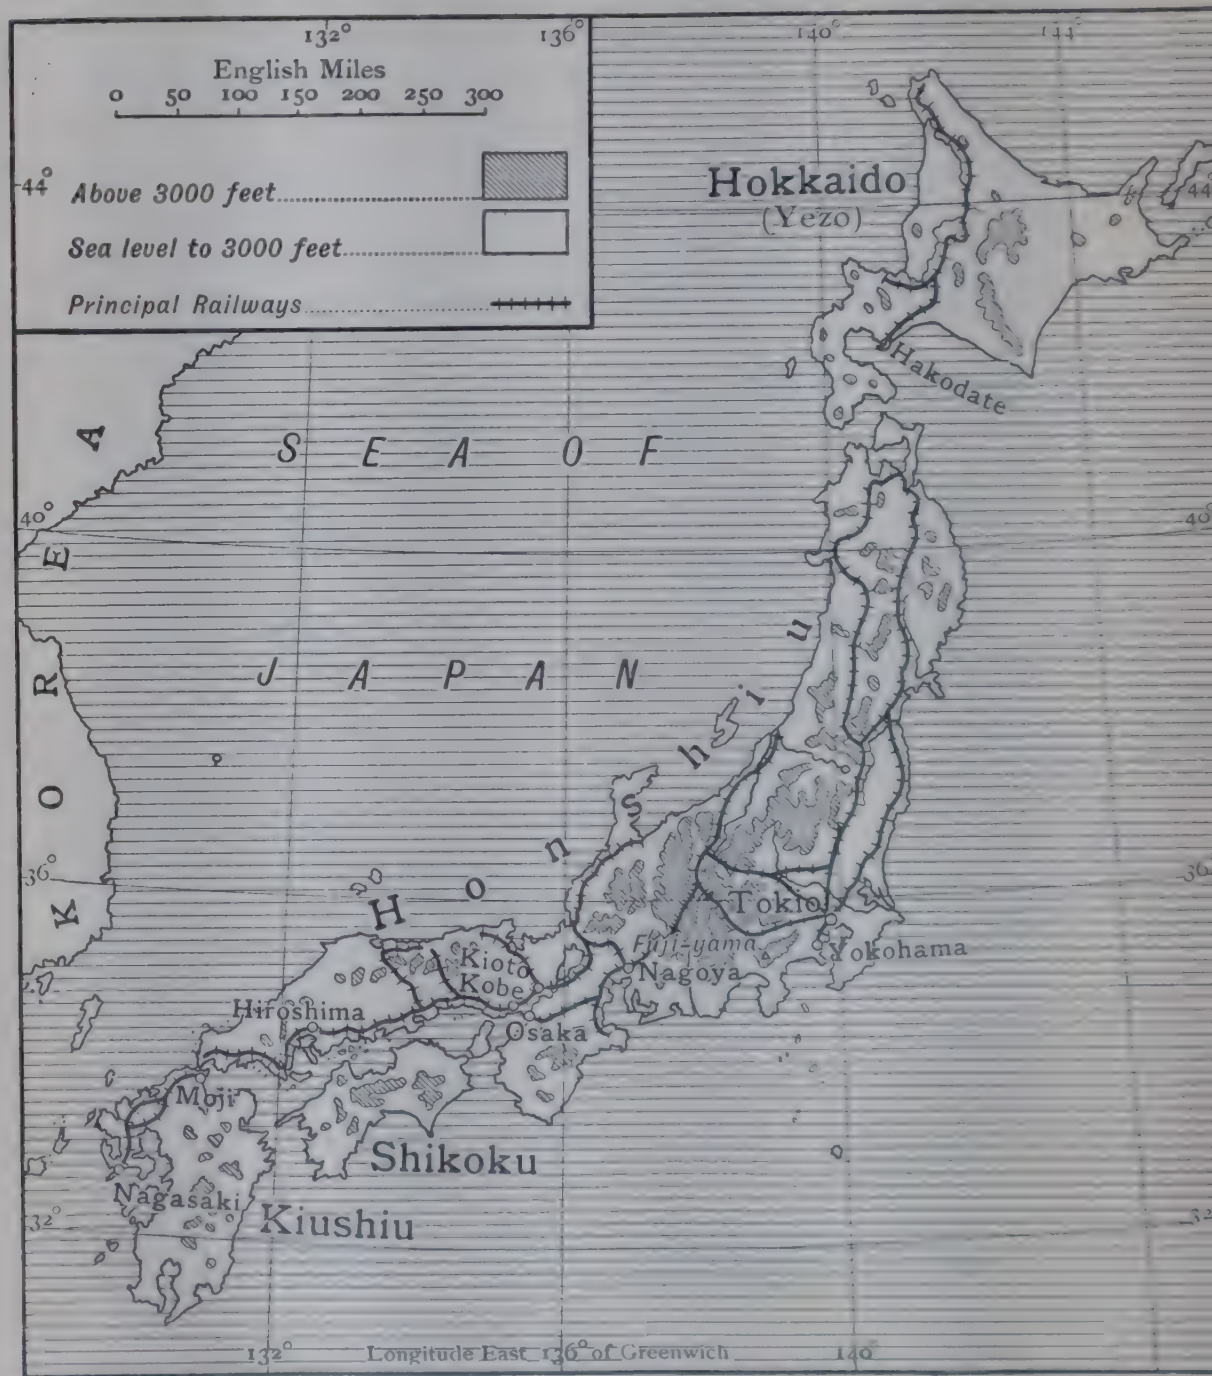 132° 136° 140° 144°
English Miles
0 50 100 150 200 250 300
44° Above 3000 feet 44°
Sea level to 3000 feet
Principal Railways
Hokkaido
(Yezo)
Hakodate
SEA OF
JAPAN
KOREA
40° 40°
Honshiu
36° 36
Tokio
Fuji-yama
Yokohama
Nagoya
Kioto
Kobe
Osaka
Hiroshima
Moji
Shikoku
Nagasaki
Kiushiu
32° 32
132° Longitude East 136° of Greenwich 140°